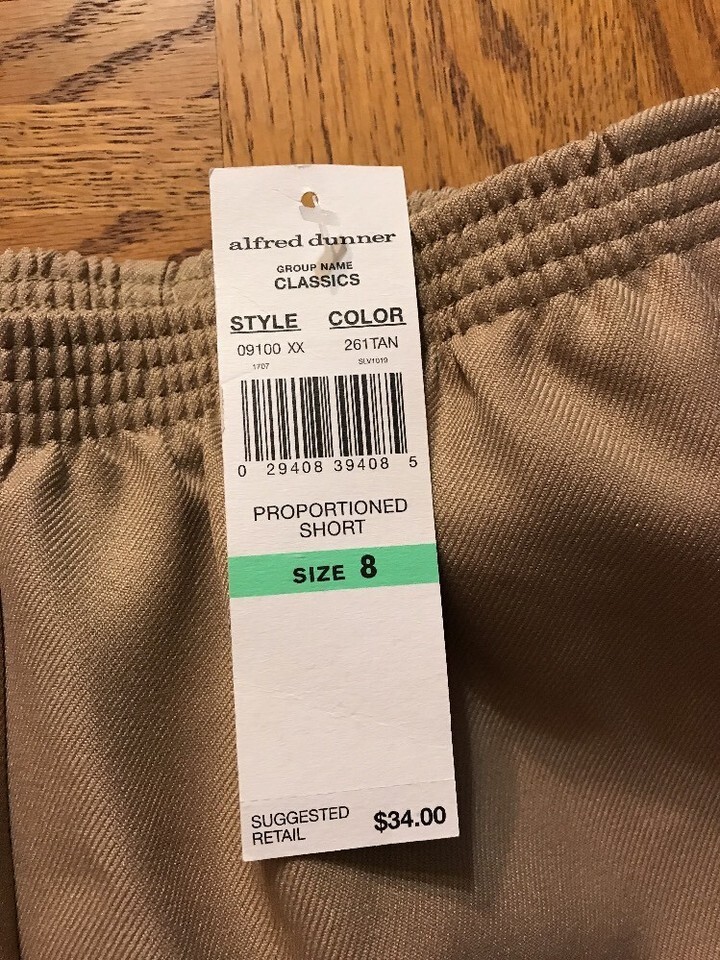 alfred dunner
GROUP NAME
CLASSICS
STYLE COLOR
09100 XX 261TAN
1707 SLV1019
0 29408 39408 5
PROPORTIONED
SHORT
SIZE 8
SUGGESTED
RETAIL $34.00